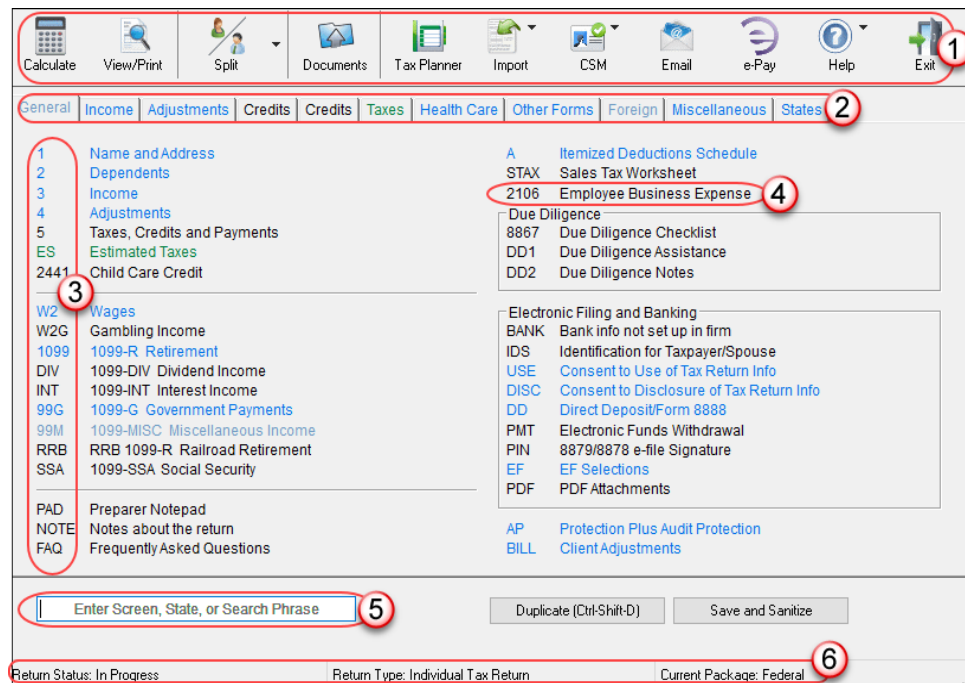 Calculate View/Print Split Documents Tax Planner Import CSM Email e-Pay Help Exit
1
General Income Adjustments Credits Credits Taxes Health Care Other Forms Foreign Miscellaneous States
2
1 Name and Address
2 Dependents
3 Income
4 Adjustments
5 Taxes, Credits and Payments
ES Estimated Taxes
2441 Child Care Credit
3
W2 Wages
W2G Gambling Income
1099 1099-R Retirement
DIV 1099-DIV Dividend Income
INT 1099-INT Interest Income
99G 1099-G Government Payments
99M 1099-MISC Miscellaneous Income
RRB RRB 1099-R Railroad Retirement
SSA 1099-SSA Social Security
PAD Preparer Notepad
NOTE Notes about the return
FAQ Frequently Asked Questions
A Itemized Deductions Schedule
STAX Sales Tax Worksheet
2106 Employee Business Expense
4
Due Diligence
8867 Due Diligence Checklist
DD1 Due Diligence Assistance
DD2 Due Diligence Notes
Electronic Filing and Banking
BANK Bank info not set up in firm
IDS Identification for Taxpayer/Spouse
USE Consent to Use of Tax Return Info
DISC Consent to Disclosure of Tax Return Info
DD Direct Deposit/Form 8888
PMT Electronic Funds Withdrawal
PIN 8879/8878 e-file Signature
EF EF Selections
PDF PDF Attachments
AP Protection Plus Audit Protection
BILL Client Adjustments
Enter Screen, State, or Search Phrase
5
Duplicate (Ctrl-Shift-D) Save and Sanitize
6
Return Status: In Progress Return Type: Individual Tax Return Current Package: Federal